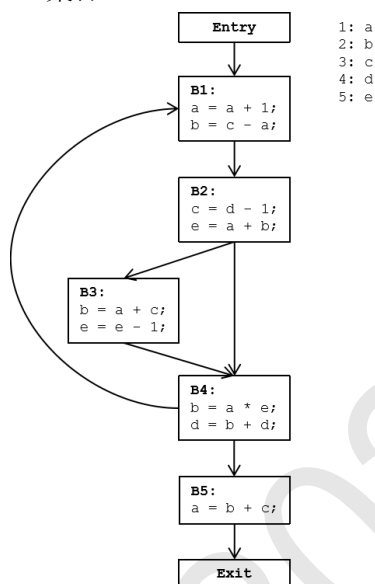 Entry
1: a
2: b
3: c
4: d
5: e
B1:
a = a + 1;
b = c - a;
B2:
c = d - 1;
e = a + b;
B3:
b = a + c;
e = e - 1;
B4:
b = a * e;
d = b + d;
B5:
a = b + c;
Exit